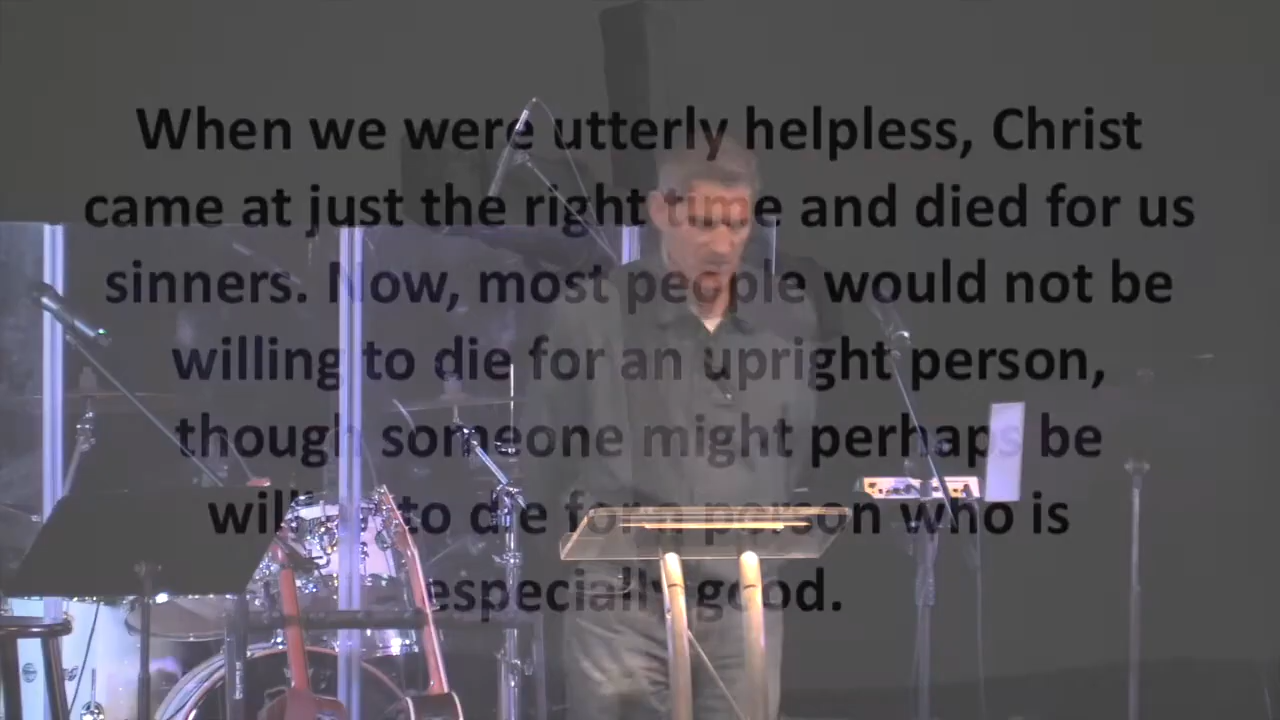 When we were utterly helpless, Christ
came at just the right time and died for us
sinners. Now, most people would not be
willing to die for an upright person,
though someone might perhaps be
willing to die for a person who is
especially good.